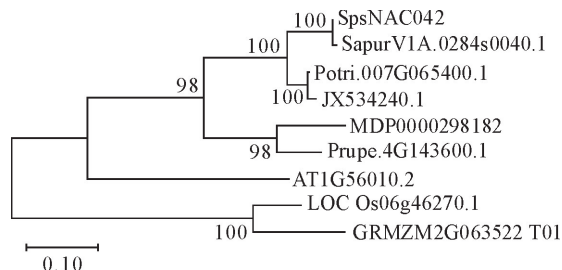 100 SpsNAC042
100 SapurV1A.0284s0040.1
98 Potri.007G065400.1
100 JX534240.1
MDP0000298182
98 Prupe.4G143600.1
AT1G56010.2
LOC Os06g46270.1
100 GRMZM2G063522 T01
0.10